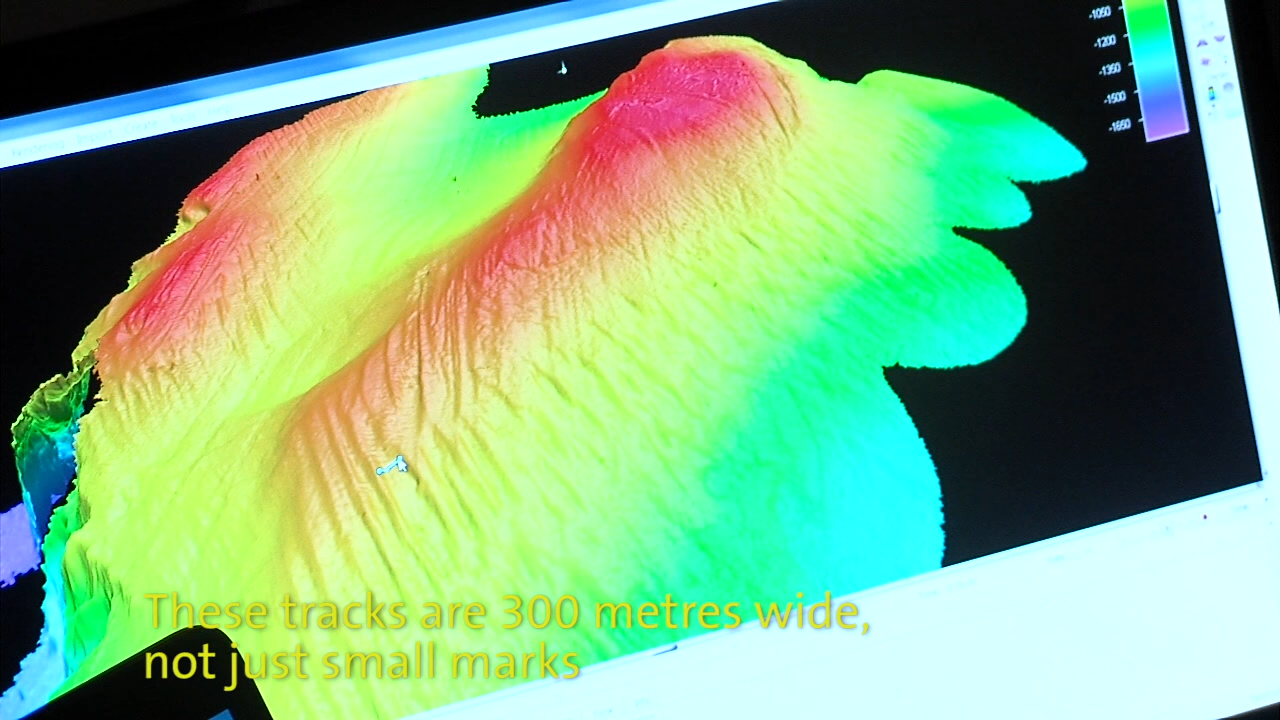 -1050
-1200
-1350
-1500
-1650
These tracks are 300 metres wide,
not just small marks